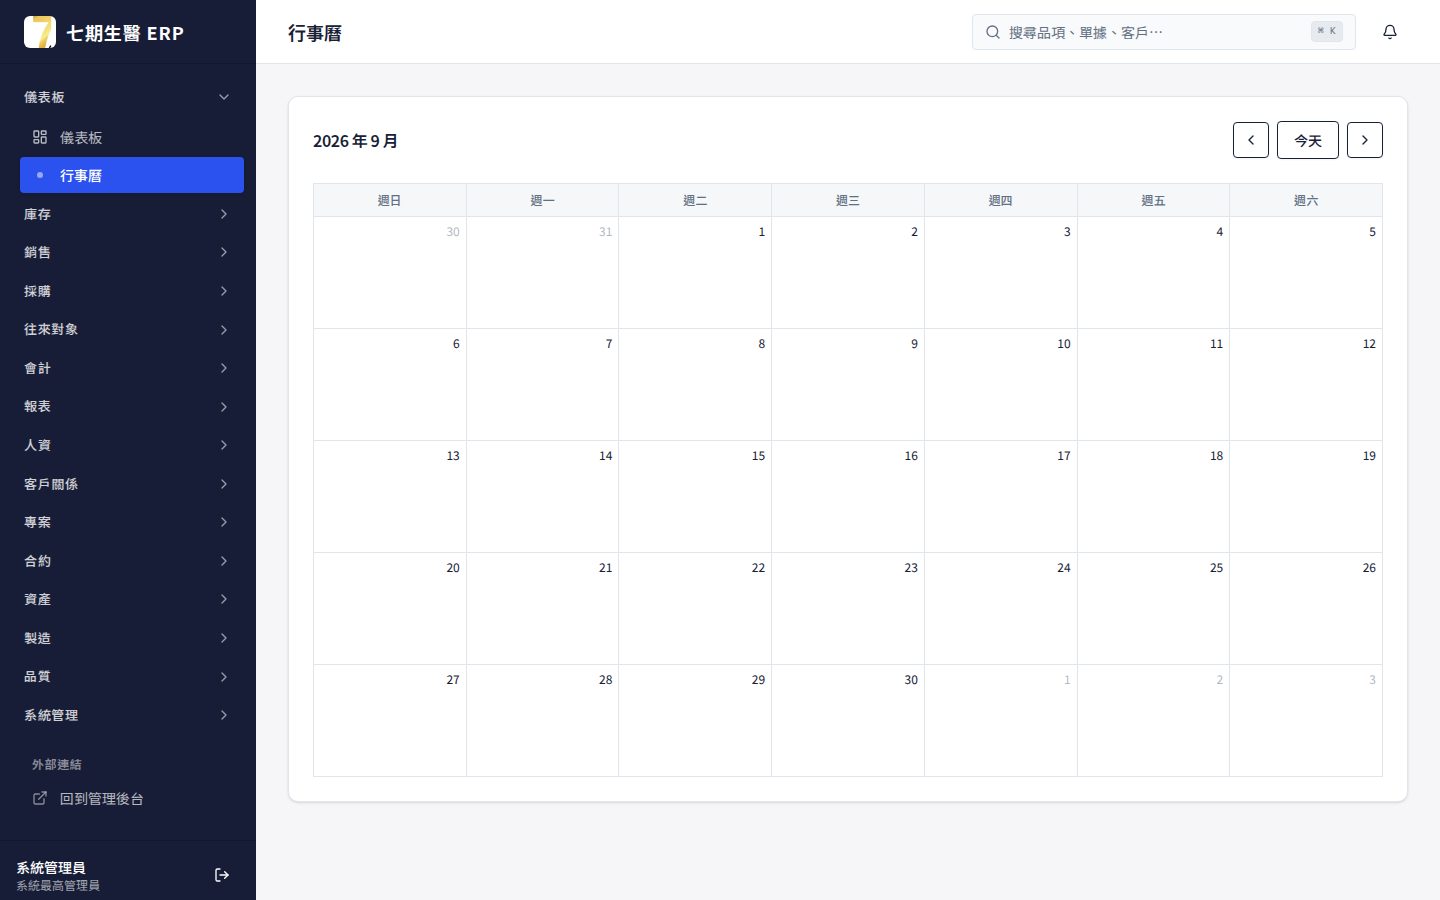 七期生醫 ERP
儀表板
儀表板
行事曆
庫存
銷售
採購
往來對象
會計
報表
人資
客戶關係
專案
合約
資產
製造
品質
系統管理
外部連結
回到管理後台
系統管理員
系統最高管理員
行事曆
搜尋品項、單據、客戶… ⌘ K
2026 年 9 月
今天
週日 週一 週二 週三 週四 週五 週六
30 31 1 2 3 4 5
6 7 8 9 10 11 12
13 14 15 16 17 18 19
20 21 22 23 24 25 26
27 28 29 30 1 2 3